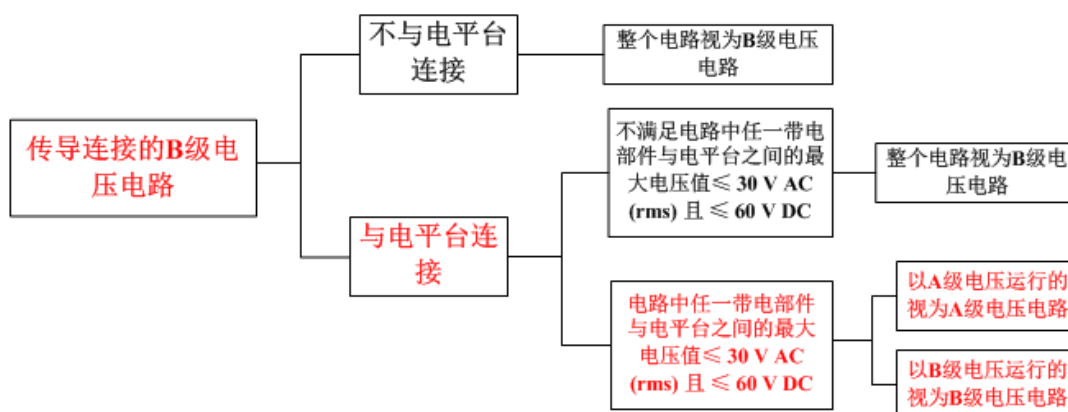 不与电平台
连接
整个电路视为B级电压
电路
传导连接的B级电
压电路
不满足电路中任一带电
部件与电平台之间的最
大电压值≤ 30 V AC
(rms) 且 ≤ 60 V DC
整个电路视为B级电
压电路
与电平台连
接
电路中任一带电部件
与电平台之间的最大
电压值≤ 30 V AC
(rms) 且 ≤ 60 V DC
以A级电压运行的
视为A级电压电路
以B级电压运行的
视为B级电压电路